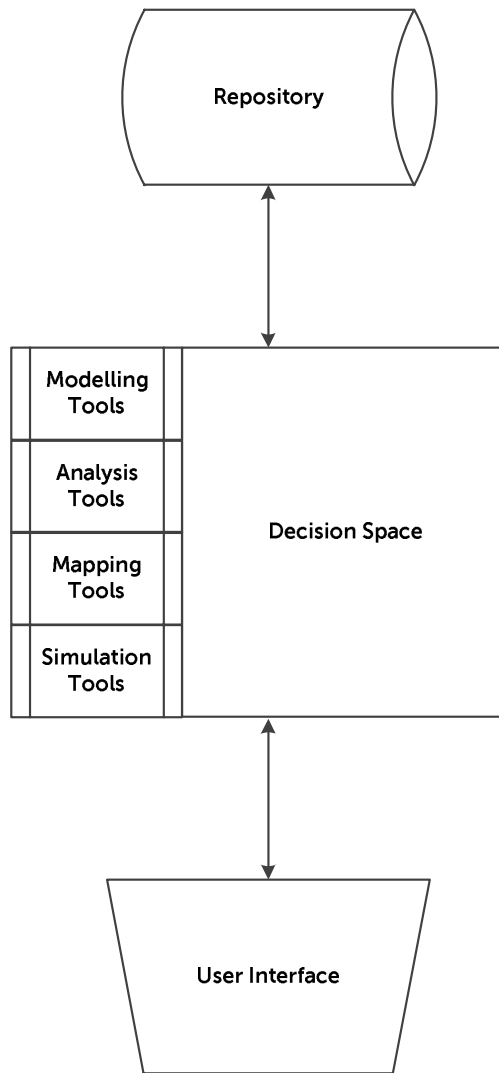 Repository
Modelling
Tools
Analysis
Tools
Decision Space
Mapping
Tools
Simulation
Tools
User Interface